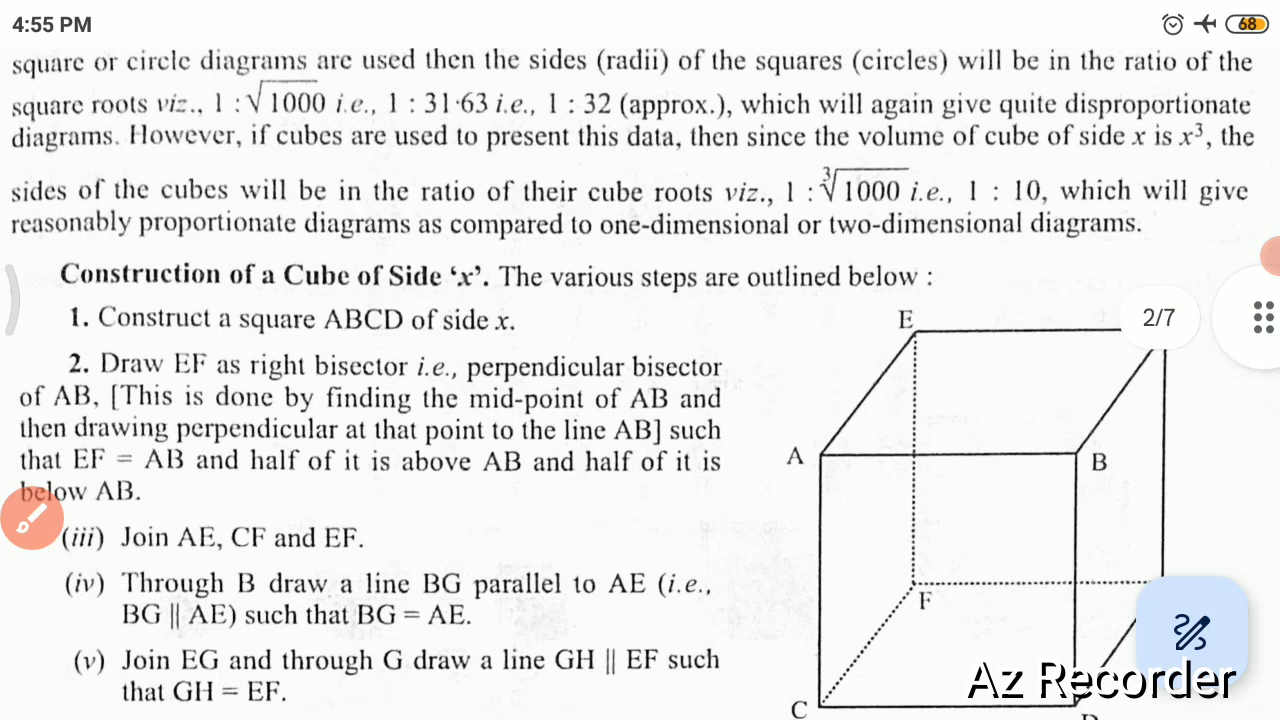 4:55 PM
68
square or circle diagrams are used then the sides (radii) of the squares (circles) will be in the ratio of the
square roots viz., 1 : √1000 i.e., 1 : 31·63 i.e., 1 : 32 (approx.), which will again give quite disproportionate
diagrams. However, if cubes are used to present this data, then since the volume of cube of side x is x³, the
sides of the cubes will be in the ratio of their cube roots viz., 1 : ∛1000 i.e., 1 : 10, which will give
reasonably proportionate diagrams as compared to one-dimensional or two-dimensional diagrams.
Construction of a Cube of Side ‘x’. The various steps are outlined below :
1. Construct a square ABCD of side x.
2. Draw EF as right bisector i.e., perpendicular bisector
of AB, [This is done by finding the mid-point of AB and
then drawing perpendicular at that point to the line AB] such
that EF = AB and half of it is above AB and half of it is
below AB.
(iii) Join AE, CF and EF.
(iv) Through B draw a line BG parallel to AE (i.e.,
BG || AE) such that BG = AE.
(v) Join EG and through G draw a line GH || EF such
that GH = EF.
E
2/7
A
B
F
C
D
Az Recorder